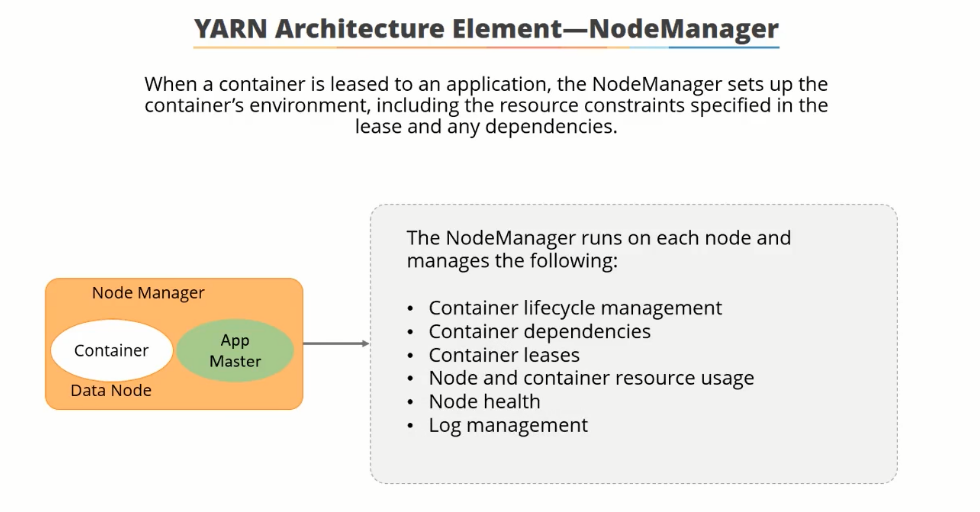 YARN Architecture Element—NodeManager
When a container is leased to an application, the NodeManager sets up the
container's environment, including the resource constraints specified in the
lease and any dependencies.
The NodeManager runs on each node and
manages the following:
• Container lifecycle management
• Container dependencies
• Container leases
• Node and container resource usage
• Node health
• Log management
Node Manager
Container
App
Master
Data Node